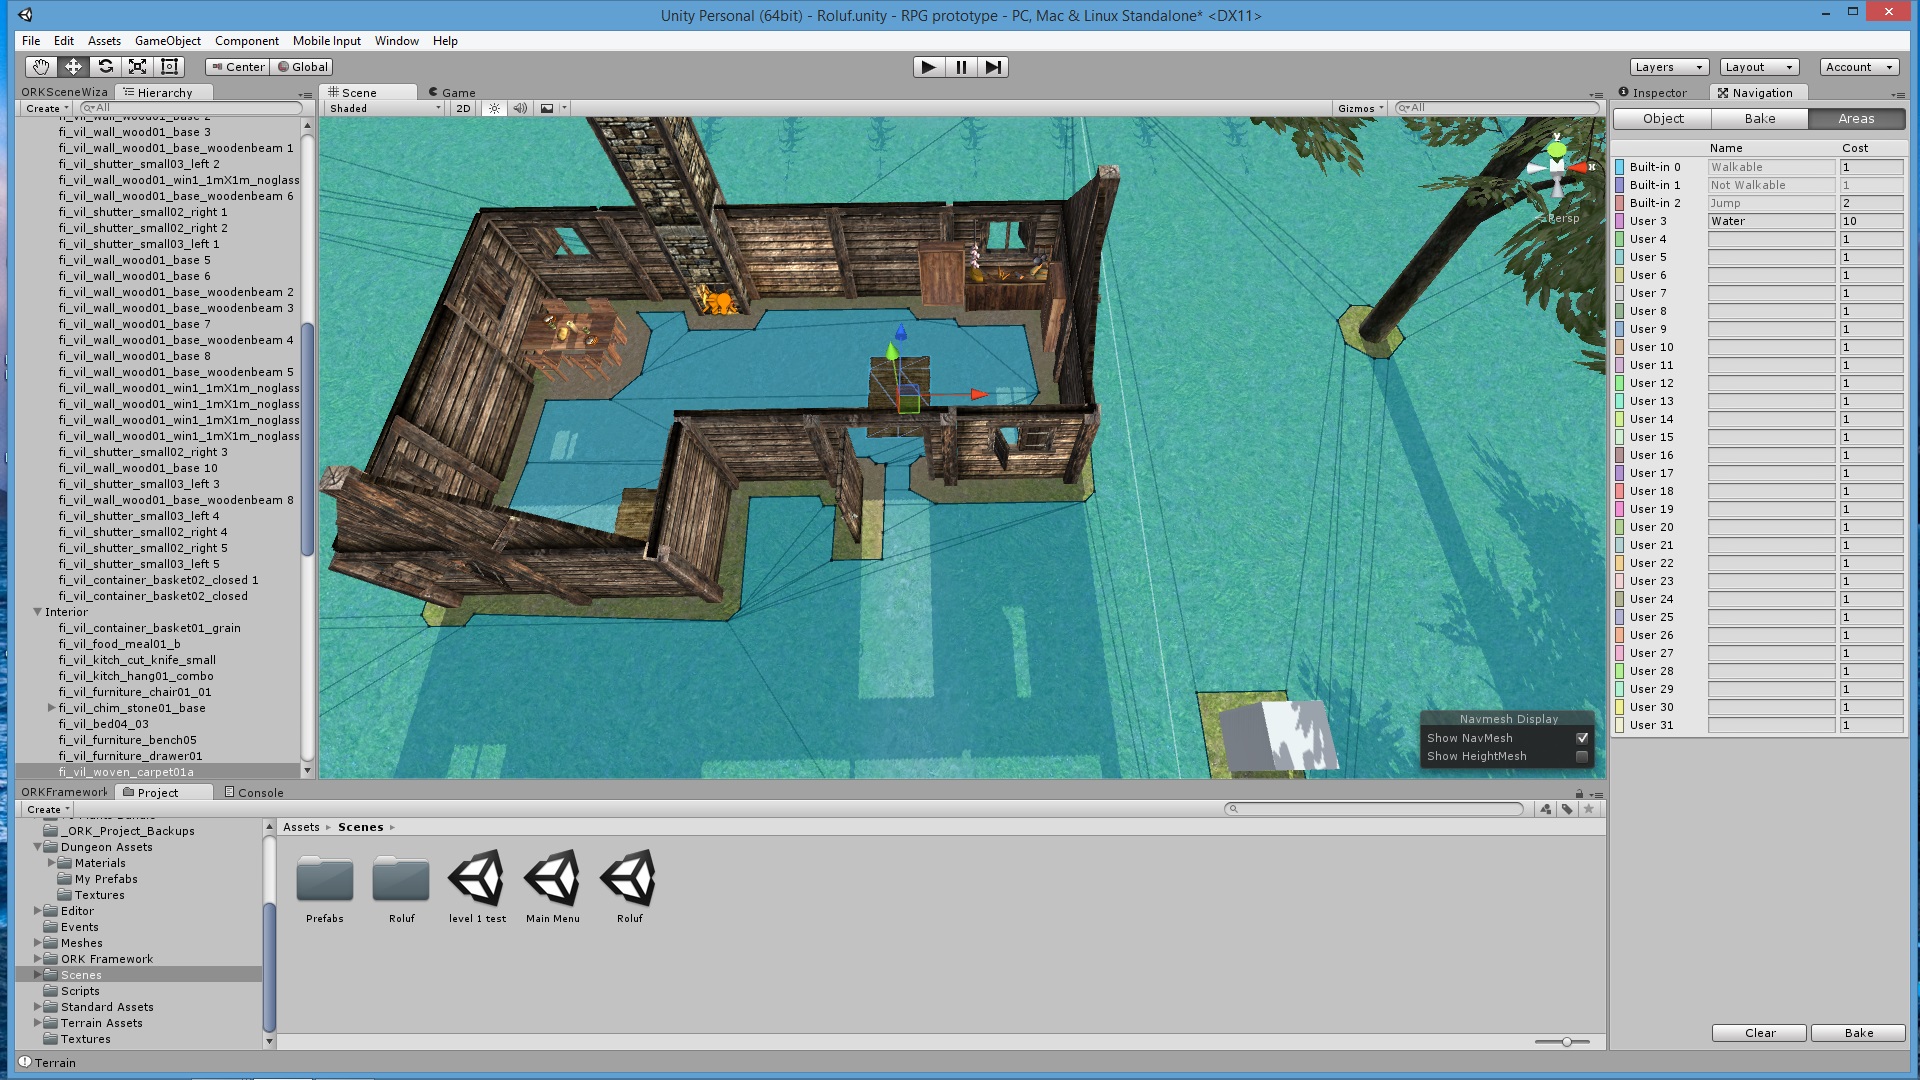 Unity Personal (64bit) - Roluf.unity - RPG prototype - PC, Mac & Linux Standalone* <DX11>
File Edit Assets GameObject Component Mobile Input Window Help
Center Global
Layers Layout Account
ORKSceneWiza Hierarchy
Create All
fi_vil_wall_wood01_base 2
fi_vil_wall_wood01_base 3
fi_vil_wall_wood01_base_woodenbeam 1
fi_vil_shutter_small03_left 2
fi_vil_wall_wood01_win1_1mX1m_noglass
fi_vil_wall_wood01_base_woodenbeam 6
fi_vil_shutter_small02_right 1
fi_vil_shutter_small02_right 2
fi_vil_shutter_small03_left 1
fi_vil_wall_wood01_base 5
fi_vil_wall_wood01_base 6
fi_vil_wall_wood01_base_woodenbeam 2
fi_vil_wall_wood01_base_woodenbeam 3
fi_vil_wall_wood01_base 7
fi_vil_wall_wood01_base_woodenbeam 4
fi_vil_wall_wood01_base 8
fi_vil_wall_wood01_base_woodenbeam 5
fi_vil_wall_wood01_win1_1mX1m_noglass
fi_vil_wall_wood01_win1_1mX1m_noglass
fi_vil_wall_wood01_win1_1mX1m_noglass
fi_vil_wall_wood01_win1_1mX1m_noglass
fi_vil_shutter_small02_right 3
fi_vil_wall_wood01_base 10
fi_vil_shutter_small03_left 3
fi_vil_wall_wood01_base_woodenbeam 8
fi_vil_shutter_small03_left 4
fi_vil_shutter_small02_right 4
fi_vil_shutter_small02_right 5
fi_vil_shutter_small03_left 5
fi_vil_container_basket02_closed 1
fi_vil_container_basket02_closed
Interior
fi_vil_container_basket01_grain
fi_vil_food_meal01_b
fi_vil_kitch_cut_knife_small
fi_vil_kitch_hang01_combo
fi_vil_furniture_chair01_01
fi_vil_chim_stone01_base
fi_vil_bed04_03
fi_vil_furniture_bench05
fi_vil_furniture_drawer01
fi_vil_woven_carpet01a
Scene Game
Shaded 2D Gizmos All
y
x
Persp
Navmesh Display
Show NavMesh
Show HeightMesh
Inspector Navigation
Object Bake Areas
Name Cost
Built-in 0 Walkable 1
Built-in 1 Not Walkable 1
Built-in 2 Jump 2
User 3 Water 10
User 4 1
User 5 1
User 6 1
User 7 1
User 8 1
User 9 1
User 10 1
User 11 1
User 12 1
User 13 1
User 14 1
User 15 1
User 16 1
User 17 1
User 18 1
User 19 1
User 20 1
User 21 1
User 22 1
User 23 1
User 24 1
User 25 1
User 26 1
User 27 1
User 28 1
User 29 1
User 30 1
User 31 1
Clear Bake
ORKFramework Project Console
Create
_ORK_Project_Backups
Dungeon Assets
Materials
My Prefabs
Textures
Editor
Events
Meshes
ORK Framework
Scenes
Scripts
Standard Assets
Terrain Assets
Textures
Assets Scenes
Prefabs Roluf level 1 test Main Menu Roluf
Terrain